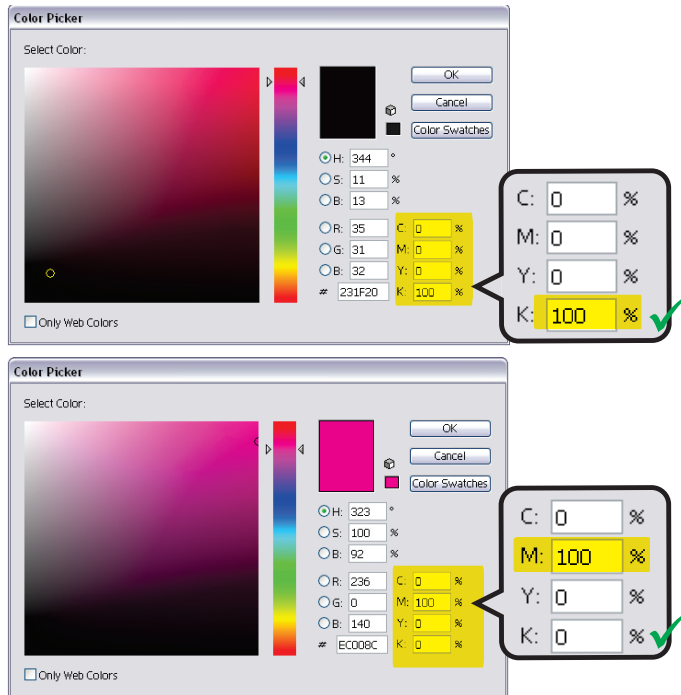 Color Picker
Select Color:
OK
Cancel
Color Swatches
H: 344 °
S: 11 %
B: 13 %
R: 35 C: 0 %
G: 31 M: 0 %
B: 32 Y: 0 %
# 231F20 K: 100 %
Only Web Colors
C: 0 %
M: 0 %
Y: 0 %
K: 100 %
Color Picker
Select Color:
OK
Cancel
Color Swatches
H: 323 °
S: 100 %
B: 92 %
R: 236 C: 0 %
G: 0 M: 100 %
B: 140 Y: 0 %
# EC008C K: 0 %
Only Web Colors
C: 0 %
M: 100 %
Y: 0 %
K: 0 %